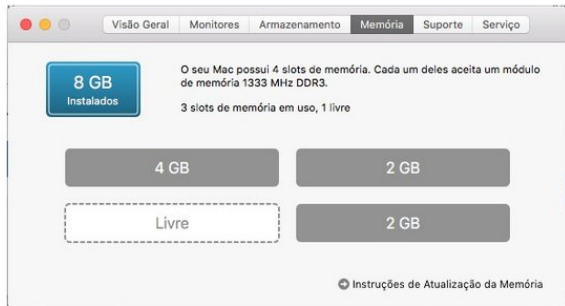 Visão Geral Monitores Armazenamento Memória Suporte Serviço
8 GB
Instalados
O seu Mac possui 4 slots de memória. Cada um deles aceita um módulo
de memória 1333 MHz DDR3.
3 slots de memória em uso, 1 livre
4 GB 2 GB
Livre 2 GB
Instruções de Atualização da Memória